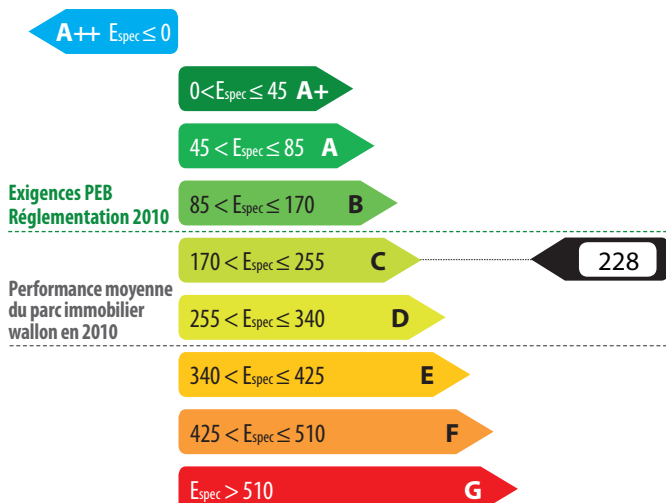 A++ Espec ≤ 0
0<Espec ≤ 45 A+
45 < Espec ≤ 85 A
Exigences PEB
Réglementation 2010
85 < Espec ≤ 170 B
170 < Espec ≤ 255 C
228
Performance moyenne
du parc immobilier
wallon en 2010
255 < Espec ≤ 340 D
340 < Espec ≤ 425 E
425 < Espec ≤ 510 F
Espec > 510 G